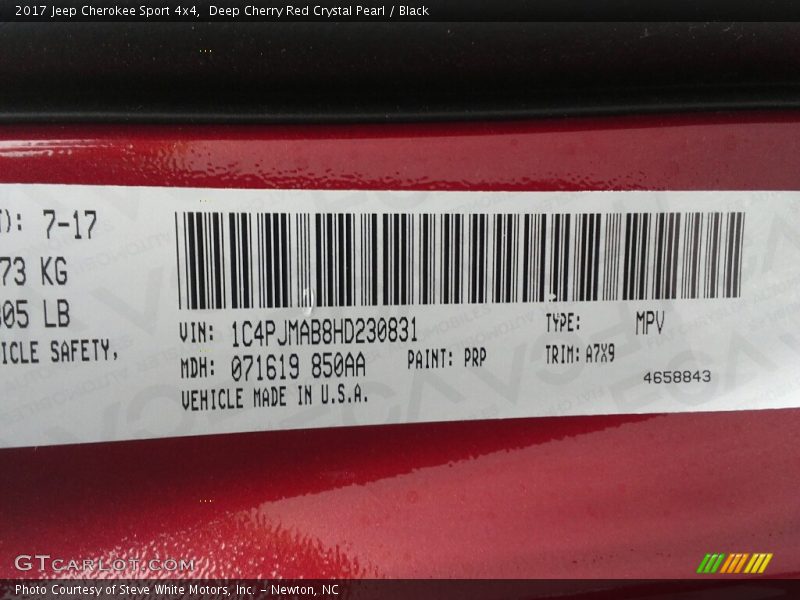 2017 Jeep Cherokee Sport 4x4, Deep Cherry Red Crystal Pearl / Black
T): 7-17
73 KG
305 LB
ICLE SAFETY,
VIN: 1C4PJMAB8HD230831
TYPE: MPV
MDH: 071619 850AA
PAINT: PRP
TRIM: A7X9
VEHICLE MADE IN U.S.A.
4658843
GTCARLOT.COM
Photo Courtesy of Steve White Motors, Inc. – Newton, NC